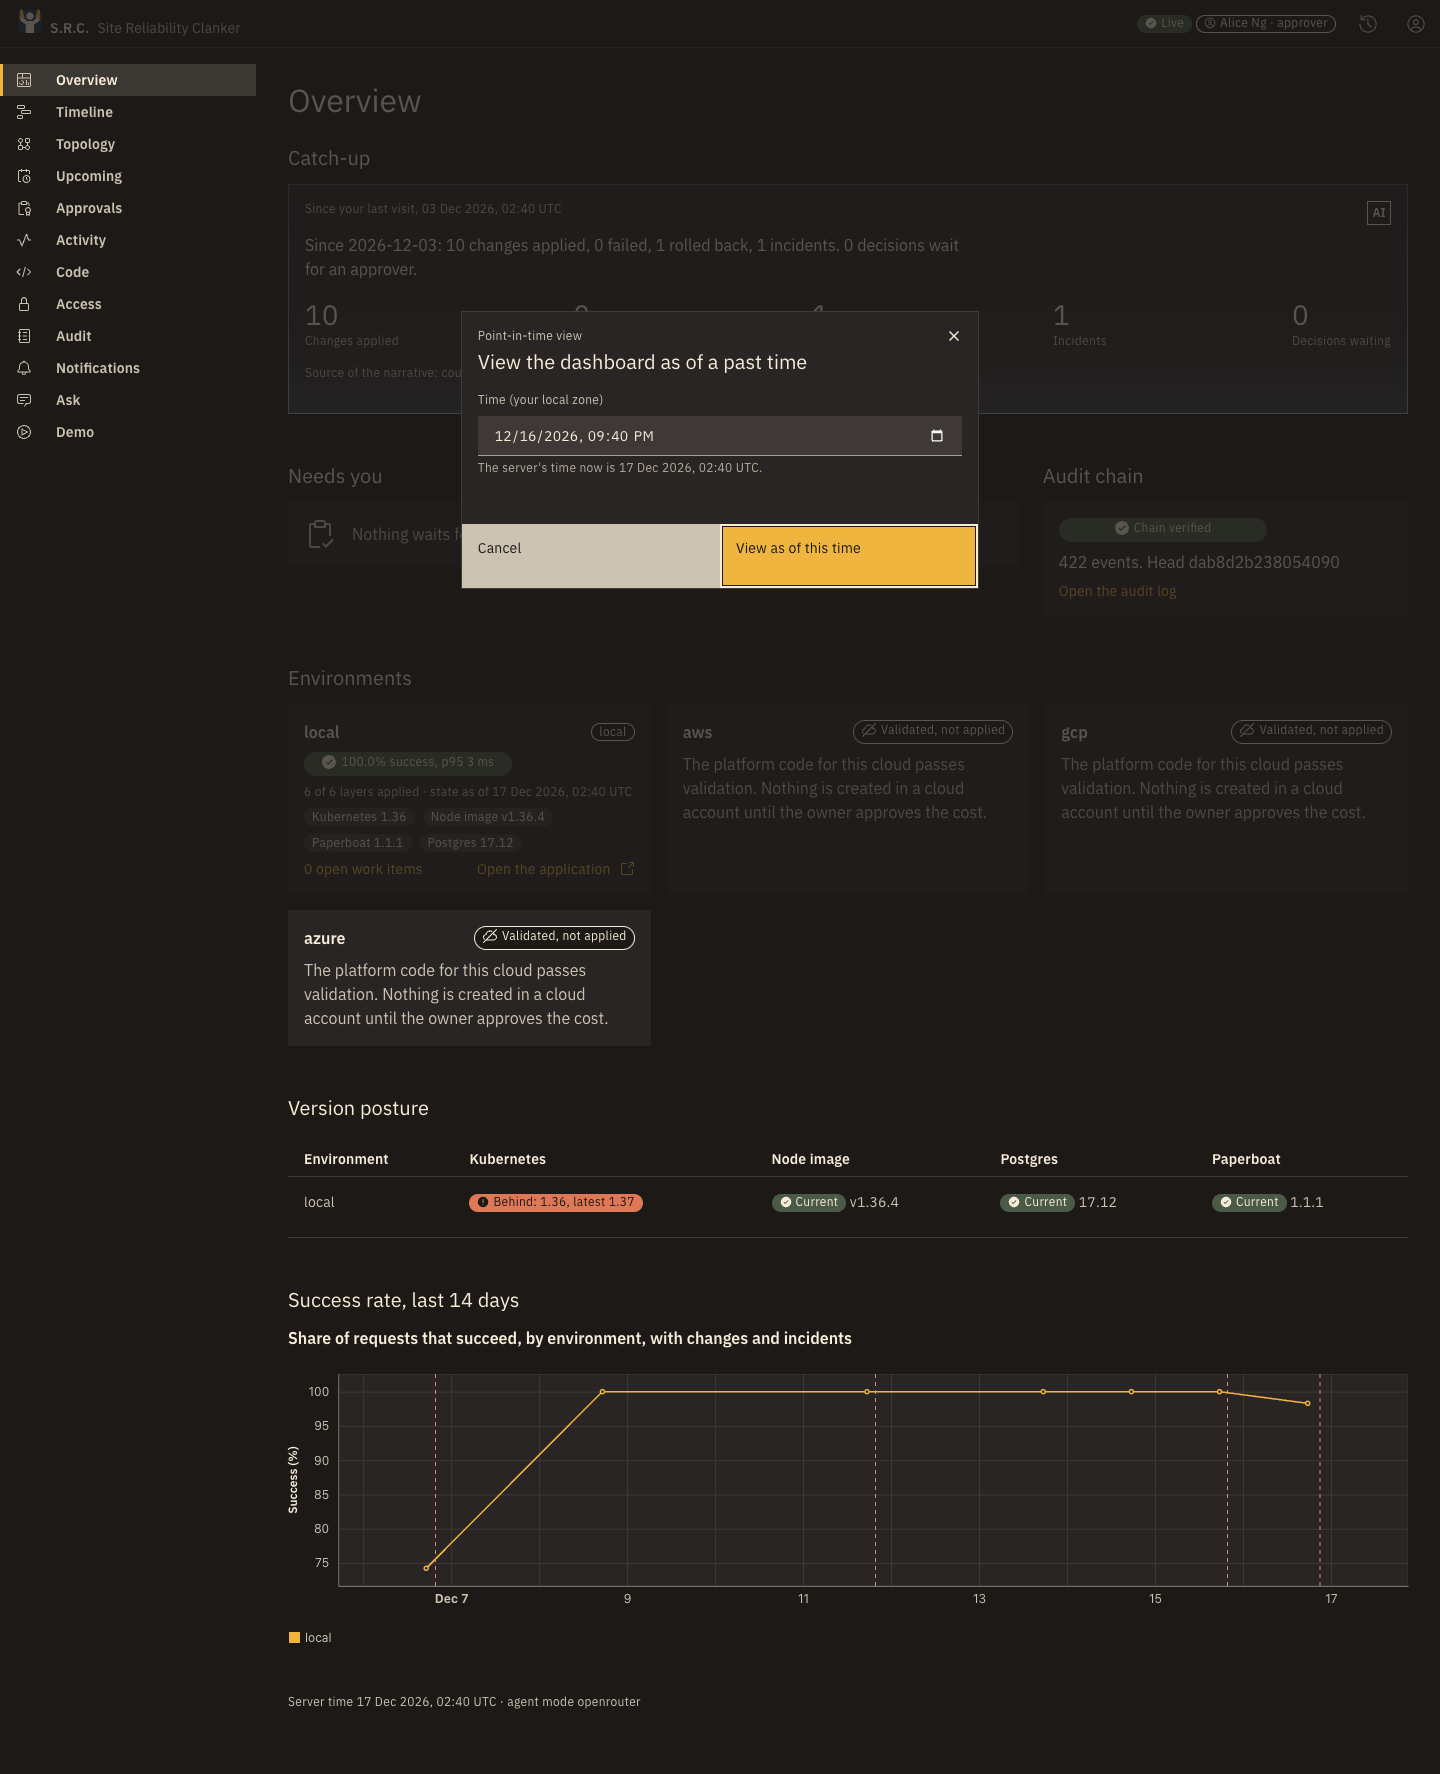 S.R.C. Site Reliability Clanker
Live
Alice Ng · approver
Overview
Timeline
Topology
Upcoming
Approvals
Activity
Code
Access
Audit
Notifications
Ask
Demo
Overview
Catch-up
Since your last visit, 03 Dec 2026, 02:40 UTC
AI
Since 2026-12-03: 10 changes applied, 0 failed, 1 rolled back, 1 incidents. 0 decisions wait
for an approver.
10
Changes applied
1
Incidents
0
Decisions waiting
Source of the narrative:
Point-in-time view
View the dashboard as of a past time
Time (your local zone)
12/16/2026, 09:40 PM
The server's time now is 17 Dec 2026, 02:40 UTC.
Cancel
View as of this time
Needs you
Nothing waits
Audit chain
Chain verified
422 events. Head dab8d2b238054090
Open the audit log
Environments
local
local
100.0% success, p95 3 ms
6 of 6 layers applied · state as of 17 Dec 2026, 02:40 UTC
Kubernetes 1.36
Node image v1.36.4
Paperboat 1.1.1
Postgres 17.12
0 open work items
Open the application
aws
Validated, not applied
The platform code for this cloud passes
validation. Nothing is created in a cloud
account until the owner approves the cost.
gcp
Validated, not applied
The platform code for this cloud passes
validation. Nothing is created in a cloud
account until the owner approves the cost.
azure
Validated, not applied
The platform code for this cloud passes
validation. Nothing is created in a cloud
account until the owner approves the cost.
Version posture
Environment Kubernetes Node image Postgres Paperboat
local Behind: 1.36, latest 1.37 Current v1.36.4 Current 17.12 Current 1.1.1
Success rate, last 14 days
Share of requests that succeed, by environment, with changes and incidents
Success (%)
100
95
90
85
80
75
Dec 7 9 11 13 15 17
local
Server time 17 Dec 2026, 02:40 UTC · agent mode openrouter